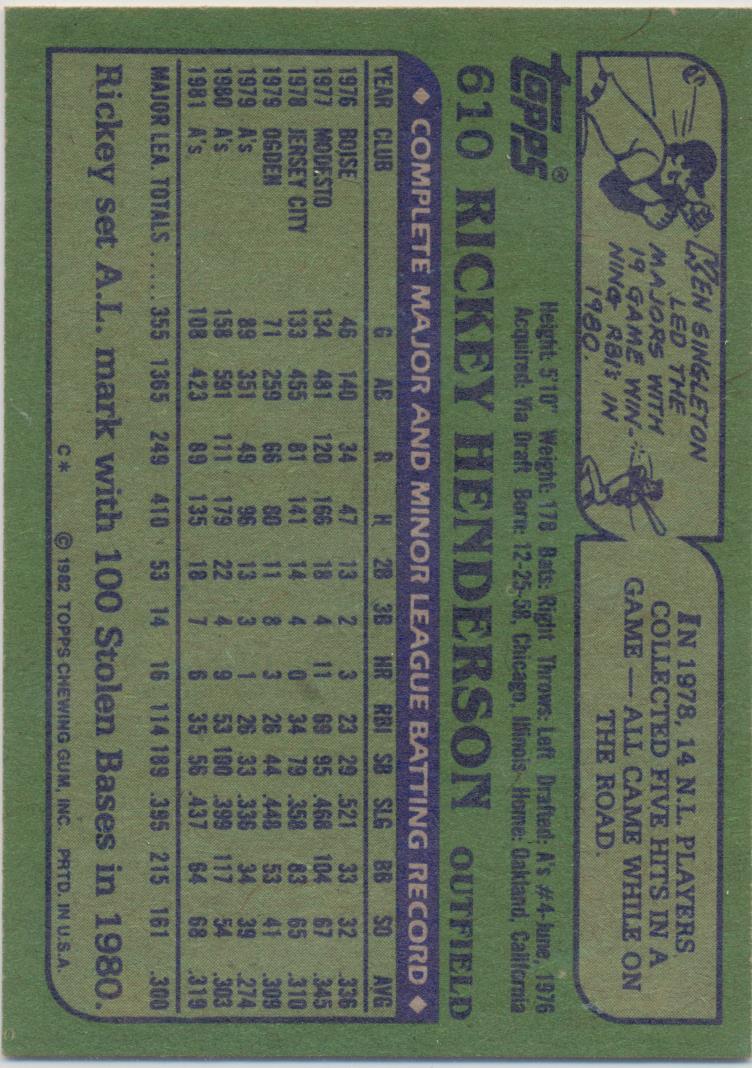 KEN SINGLETON
LED THE
MAJORS WITH
19 GAME WIN-
NING RBI'S IN
1980.
IN 1978, 14 N.L. PLAYERS
COLLECTED FIVE HITS IN A
GAME — ALL CAME WHILE ON
THE ROAD.
topps®
Height: 5'10" Weight: 178 Bats: Right Throws: Left Drafted: A's #4-June, 1976
Acquired: Via Draft Born: 12-25-58, Chicago, Illinois Home: Oakland, California
610 RICKEY HENDERSON OUTFIELD
◆ COMPLETE MAJOR AND MINOR LEAGUE BATTING RECORD ◆
YEAR CLUB G AB R H 2B 3B HR RBI SB SLG BB SO AVG
1976 BOISE 46 140 34 47 13 2 3 23 29 .521 33 32 .336
1977 MODESTO 134 481 120 166 18 4 11 69 95 .468 104 67 .345
1978 JERSEY CITY 133 455 81 141 14 4 0 34 79 .358 83 65 .310
1979 OGDEN 71 259 66 80 11 8 3 26 44 .448 53 41 .309
1979 A's 89 351 49 96 13 3 1 26 33 .336 34 39 .274
1980 A's 158 591 111 179 22 4 9 53 100 .399 117 54 .303
1981 A's 108 423 89 135 18 7 6 35 56 .437 64 68 .319
MAJOR LEA. TOTALS ..... 355 1365 249 410 53 14 16 114 189 .395 215 161 .300
Rickey set A.L. mark with 100 Stolen Bases in 1980.
C* © 1982 TOPPS CHEWING GUM, INC. PRTD. IN U.S.A.